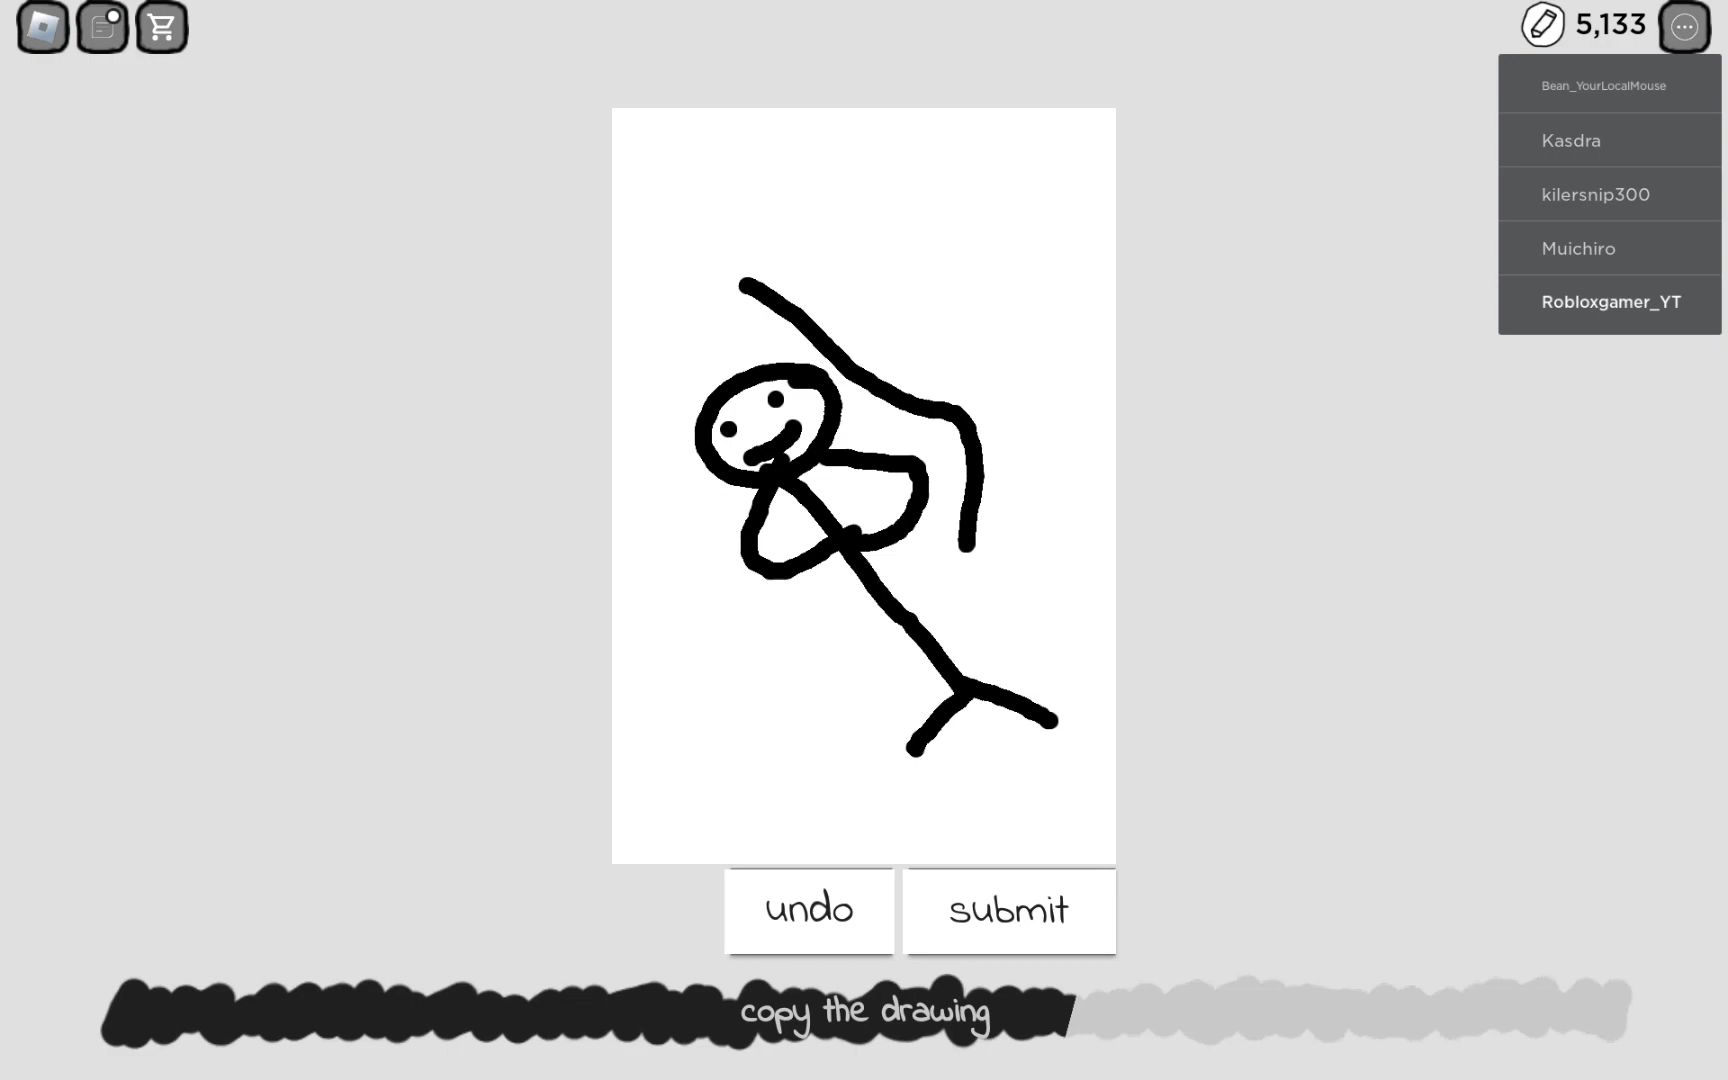 5,133
Bean_YourLocalMouse
Kasdra
kilersnip300
Muichiro
Robloxgamer_YT
undo
submit
copy the drawing